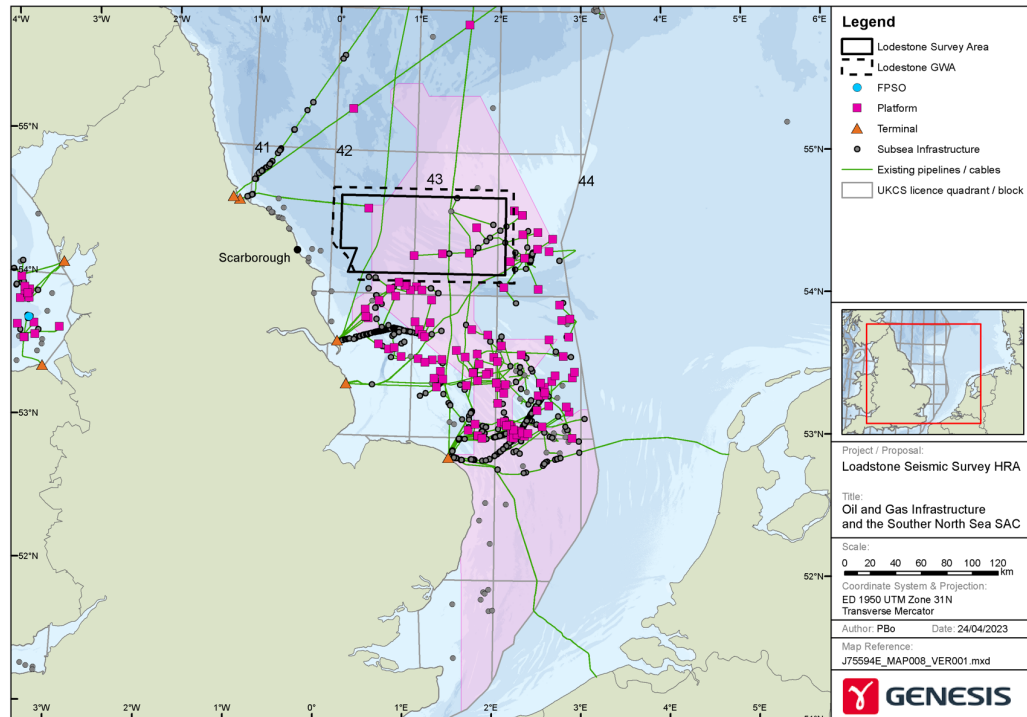 4°W 3°W 2°W 1°W 0° 1°E 2°E 3°E 4°E 5°E 6°E
55°N
55°N
41
42
43
44
Scarborough
54°N
54°N
53°N
53°N
52°N
52°N
0° 1°E 2°E 3°E 4°E
3°W 2°W 1°W 0° 1°E 2°E 3°E 4°E 5°E
Legend
Lodestone Survey Area
Lodestone GWA
FPSO
Platform
Terminal
Subsea Infrastructure
Existing pipelines / cables
UKCS licence quadrant / block
Project / Proposal:
Loadstone Seismic Survey HRA
Title:
Oil and Gas Infrastructure
and the Souther North Sea SAC
Scale:
0 20 40 60 80 100 120
km
Coordinate System & Projection:
ED 1950 UTM Zone 31N
Transverse Mercator
Author: PBo Date: 24/04/2023
Map Reference:
J75594E_MAP008_VER001.mxd
GENESIS